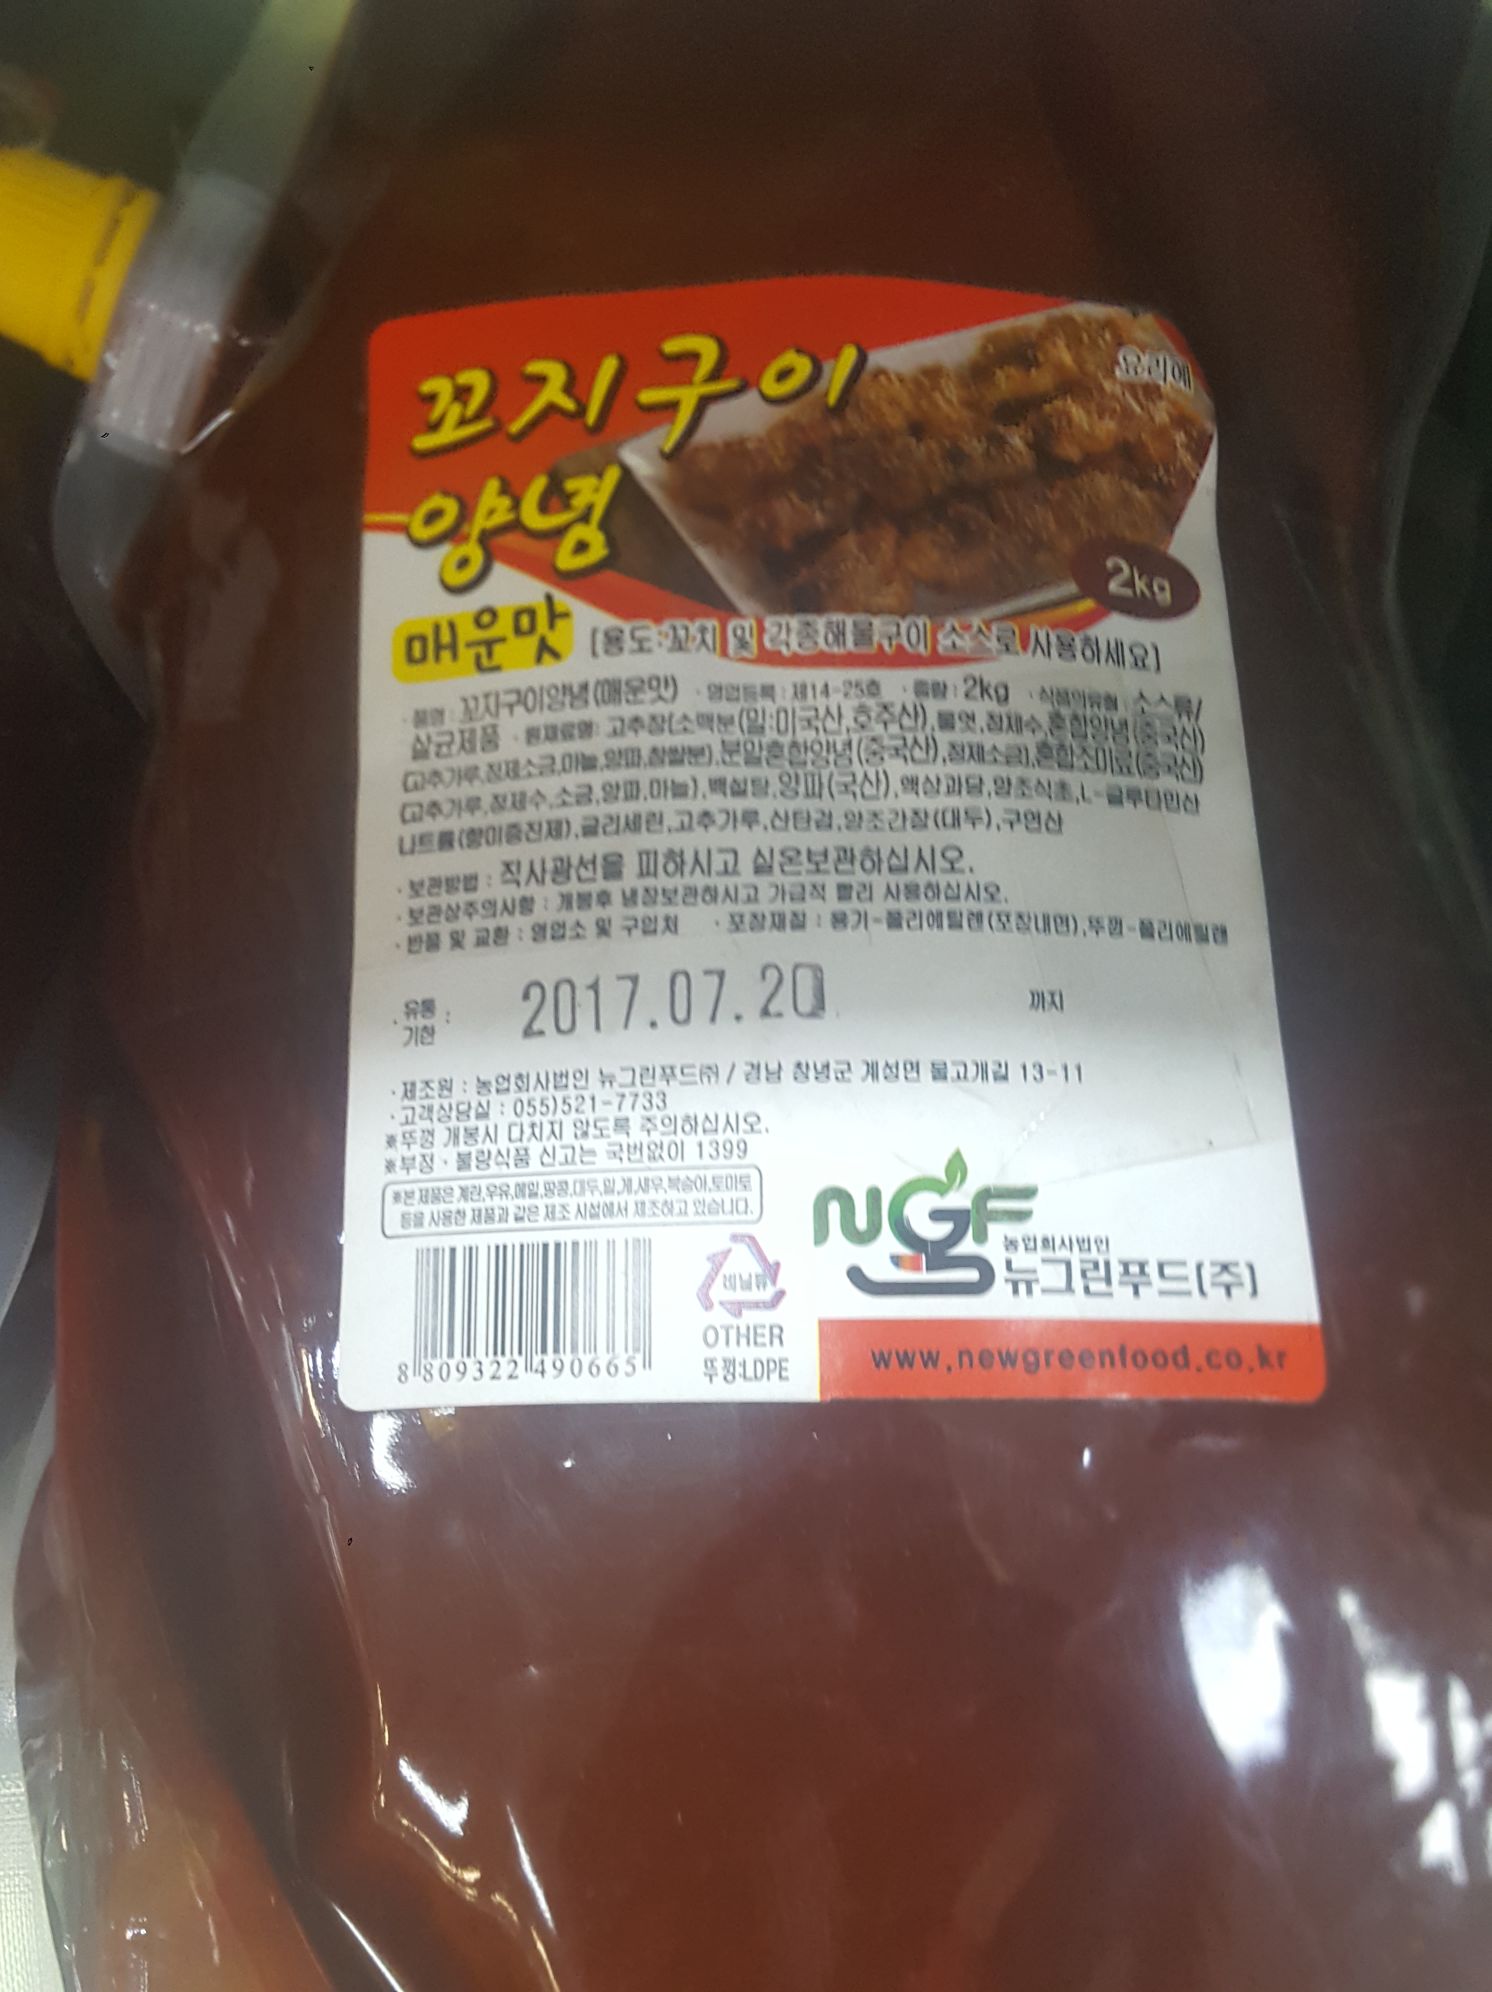 꼬지구이
요리예
양념
2kg
매운맛 [용도:꼬치 및 각종해물구이 소스로 사용하세요]
· 품명 : 꼬지구이양념(매운맛) · 영업등록 : 제14-25호 · 중량 : 2kg · 식품의유형 : 소스류/
살균제품 · 원재료명: 고추장[소맥분(밀:미국산,호주산),물엿,정제수,혼합양념(중국산)
(고추가루,정제소금,마늘,양파,찹쌀분),분말혼합양념(중국산),정제소금],혼합조미료(중국산)
(고추가루,정제수,소금,양파,마늘),백설탕,양파(국산),액상과당,양조식초,L-글루타민산
나트륨(향미증진제),글리세린,고추가루,산탄검,양조간장(대두),구연산
· 보관방법 : 직사광선을 피하시고 실온보관하십시오.
· 보관상주의사항 : 개봉후 냉장보관하시고 가급적 빨리 사용하십시오.
· 반품 및 교환 : 영업소 및 구입처 · 포장재질 : 용기-폴리에틸렌(포장내면),뚜껑-폴리에틸렌
· 유통기한 : 2017.07.20 까지
· 제조원 : 농업회사법인 뉴그린푸드㈜ / 경남 창녕군 계성면 물고개길 13-11
· 고객상담실 : 055)521-7733
※뚜껑 개봉시 다치지 않도록 주의하십시오.
※부정 · 불량식품 신고는 국번없이 1399
※본 제품은 계란,우유,메밀,땅콩,대두,밀,게,새우,복숭아,토마토
등을 사용한 제품과 같은 제조 시설에서 제조하고 있습니다.
NGF
농업회사법인
뉴그린푸드(주)
비닐류
OTHER
뚜껑:LDPE
8 809322 490665
www.newgreenfood.co.kr